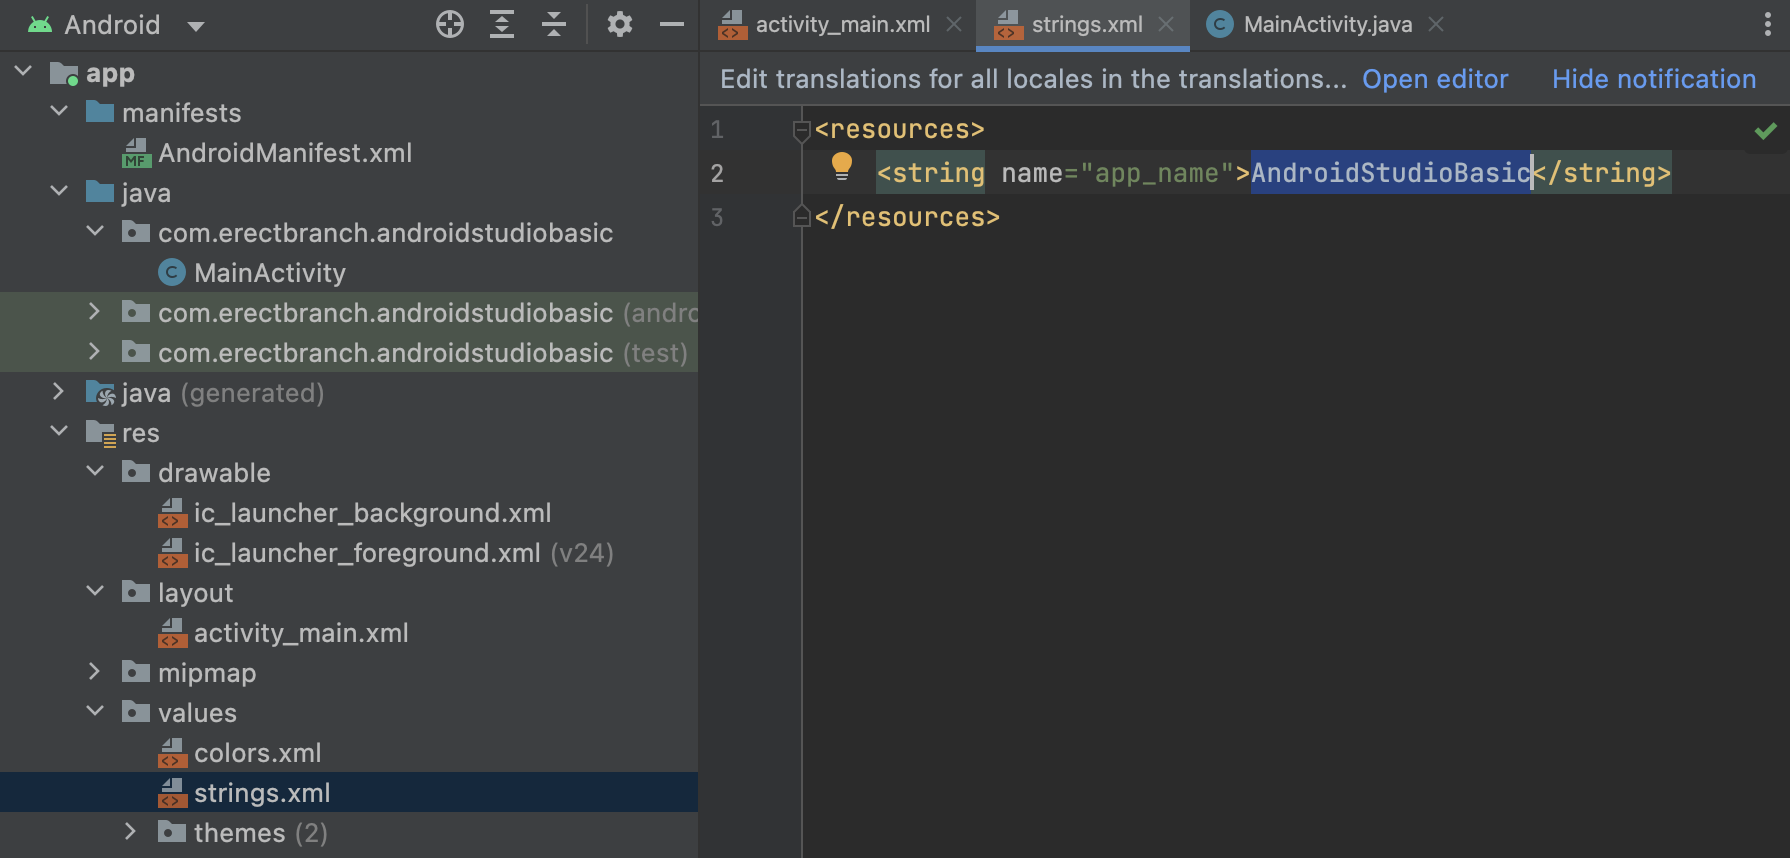 Android
app
manifests
MF AndroidManifest.xml
java
com.erectbranch.androidstudiobasic
C MainActivity
com.erectbranch.androidstudiobasic (andro
com.erectbranch.androidstudiobasic (test)
java (generated)
res
drawable
<> ic_launcher_background.xml
<> ic_launcher_foreground.xml (v24)
layout
<> activity_main.xml
mipmap
values
<> colors.xml
<> strings.xml
themes (2)
<> activity_main.xml <> strings.xml C MainActivity.java
Edit translations for all locales in the translations... Open editor Hide notification
1 <resources>
2 <string name="app_name">AndroidStudioBasic</string>
3 </resources>